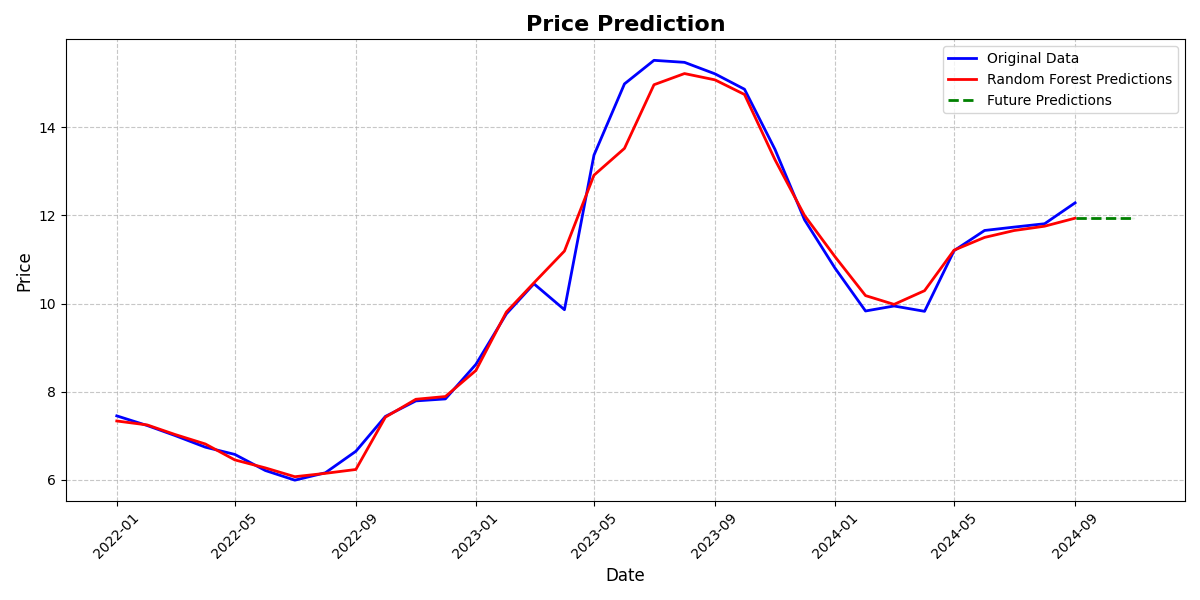 Price Prediction
Original Data
Random Forest Predictions
Future Predictions
Price
14
12
10
8
6
2022-01
2022-05
2022-09
2023-01
2023-05
2023-09
2024-01
2024-05
2024-09
Date